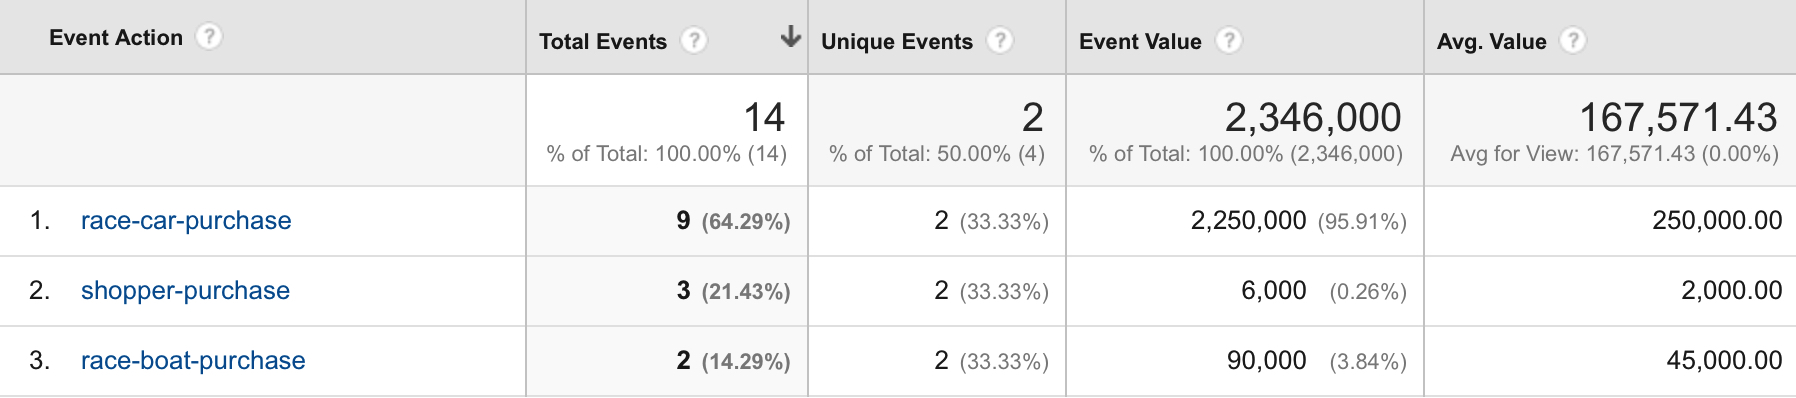 Event Action ? Total Events ? Unique Events ? Event Value ? Avg. Value ?
14 2 2,346,000 167,571.43
% of Total: 100.00% (14) % of Total: 50.00% (4) % of Total: 100.00% (2,346,000) Avg for View: 167,571.43 (0.00%)
1. race-car-purchase 9 (64.29%) 2 (33.33%) 2,250,000 (95.91%) 250,000.00
2. shopper-purchase 3 (21.43%) 2 (33.33%) 6,000 (0.26%) 2,000.00
3. race-boat-purchase 2 (14.29%) 2 (33.33%) 90,000 (3.84%) 45,000.00